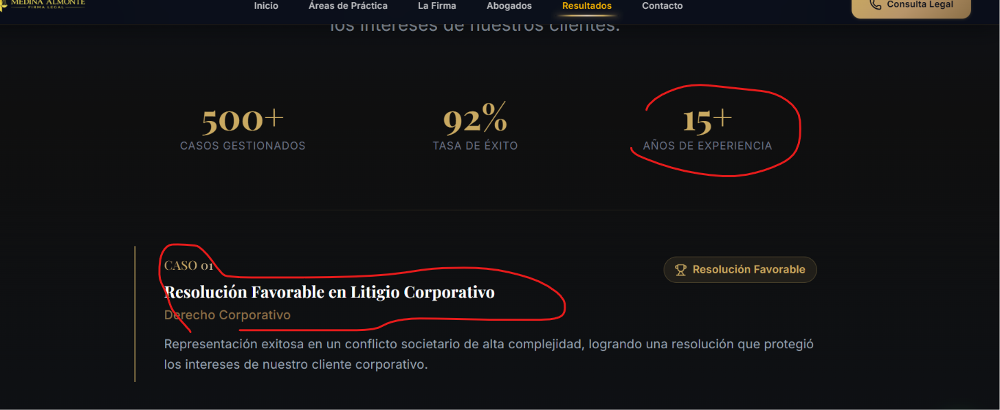 MEDINA ALMONTE
FIRMA LEGAL
Inicio Áreas de Práctica La Firma Abogados Resultados Contacto Consulta Legal
los intereses de nuestros clientes.
500+ 92% 15+
CASOS GESTIONADOS TASA DE ÉXITO AÑOS DE EXPERIENCIA
CASO 01
Resolución Favorable
Resolución Favorable en Litigio Corporativo
Derecho Corporativo
Representación exitosa en un conflicto societario de alta complejidad, logrando una resolución que protegió
los intereses de nuestro cliente corporativo.